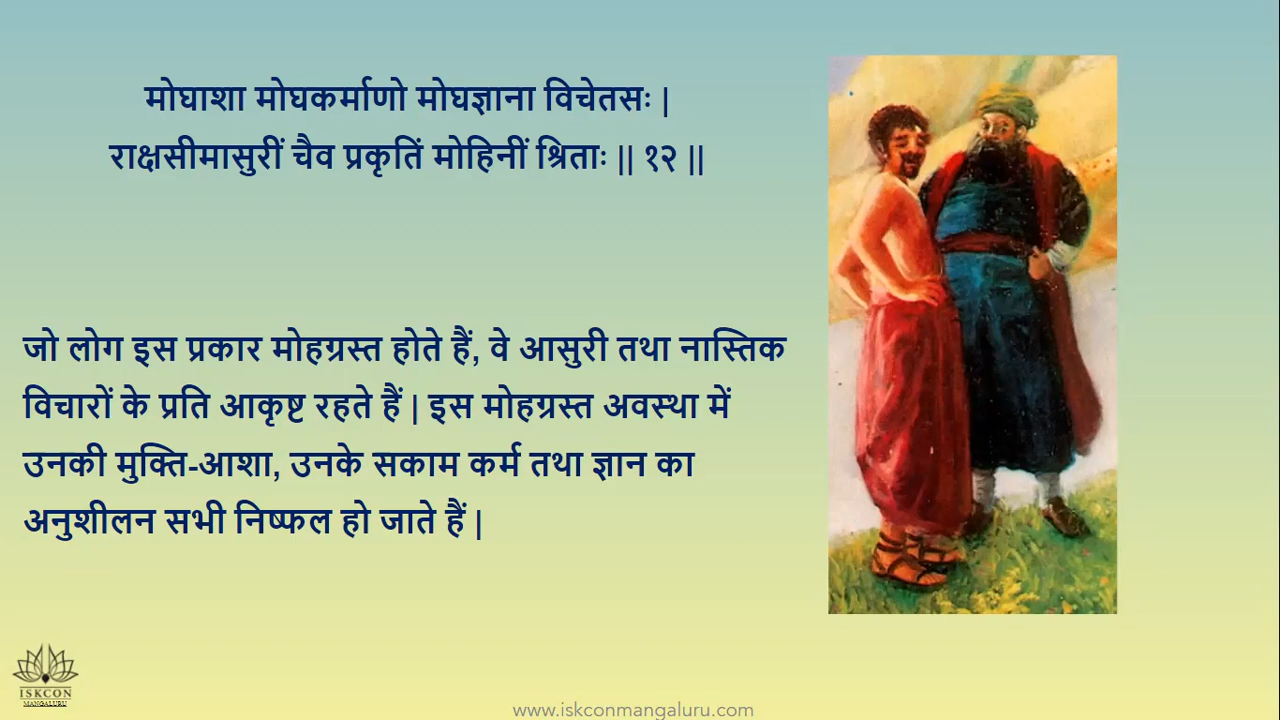 मोघाशा मोघकर्माणो मोघज्ञाना विचेतसः |
राक्षसीमासुरीं चैव प्रकृतिं मोहिनीं श्रिताः || १२ ||
जो लोग इस प्रकार मोहग्रस्त होते हैं, वे आसुरी तथा नास्तिक
विचारों के प्रति आकृष्ट रहते हैं | इस मोहग्रस्त अवस्था में
उनकी मुक्ति-आशा, उनके सकाम कर्म तथा ज्ञान का
अनुशीलन सभी निष्फल हो जाते हैं |
ISKCON
MANGALURU
www.iskconmangaluru.com